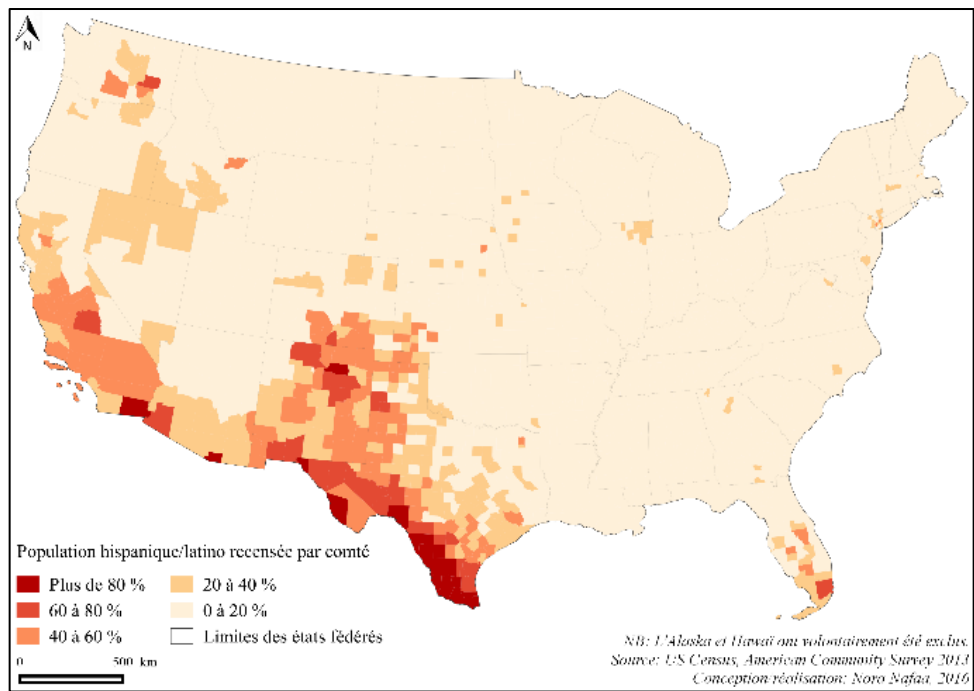 N
Population hispanique/latino recensée par comté
Plus de 80 %
60 à 80 %
40 à 60 %
20 à 40 %
0 à 20 %
Limites des états fédérés
0 500 km
NB: L'Alaska et Hawaï ont volontairement été exclus.
Source: US Census, American Community Survey 2013
Conception réalisation: Nora Nafaa, 2016